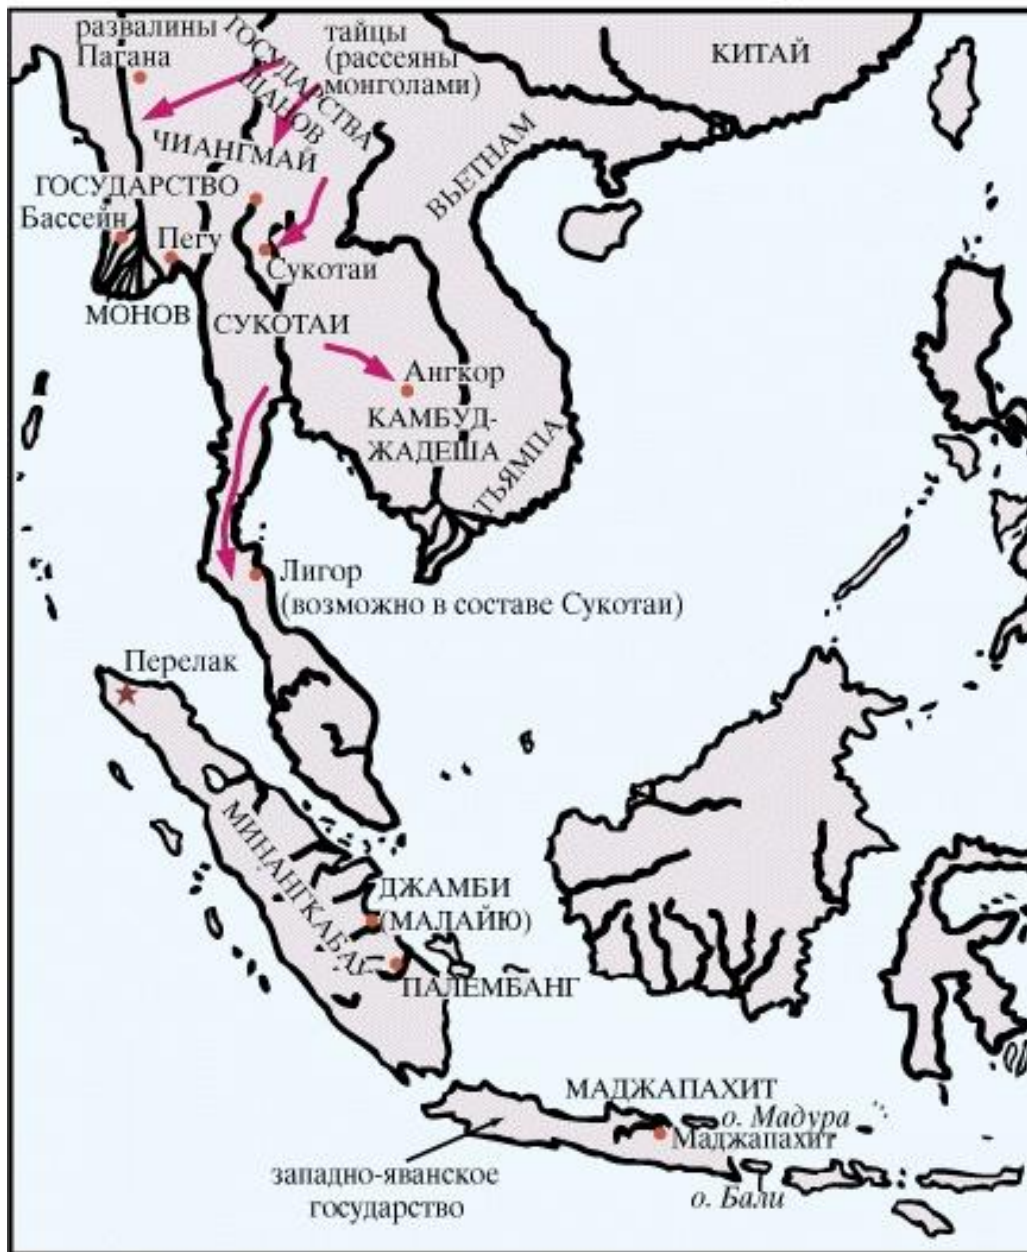 развалины
Пагана
ГОСУДАРСТВА
ШАНОВ
тайцы
(рассеяны
монголами)
КИТАЙ
ЧИАНГМАЙ
ВЬЕТНАМ
ГОСУДАРСТВО
Бассейн
Пегу
Сукотаи
МОНОВ
СУКОТАИ
Ангкор
КАМБУД-
ЖАДЕША
ТЬЯМПА
Лигор
(возможно в составе Сукотаи)
Перелак
МИНАНГКАБАУ
ДЖАМБИ
(МАЛАЙЮ)
ПАЛЕМБАНГ
МАДЖАПАХИТ
о. Мадура
Маджапахит
западно-яванское
государство
о. Бали